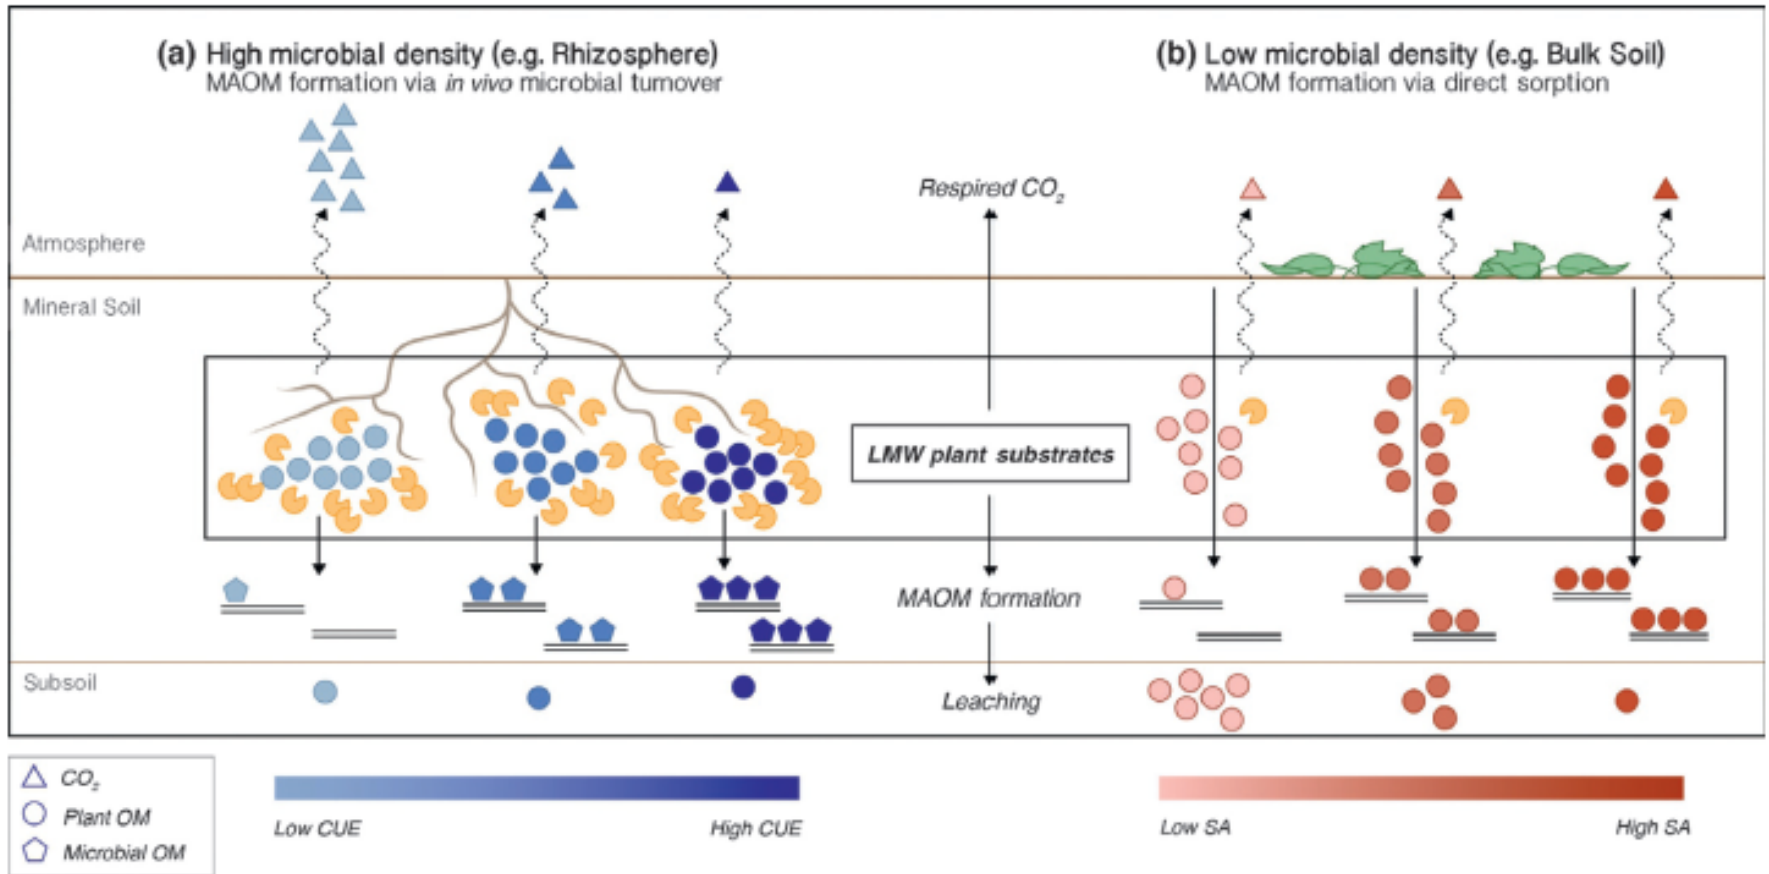 (a) High microbial density (e.g. Rhizosphere)
MAOM formation via in vivo microbial turnover
(b) Low microbial density (e.g. Bulk Soil)
MAOM formation via direct sorption
Respired CO₂
Atmosphere
Mineral Soil
LMW plant substrates
MAOM formation
Subsoil
Leaching
CO₂
Plant OM
Microbial OM
Low CUE
High CUE
Low SA
High SA